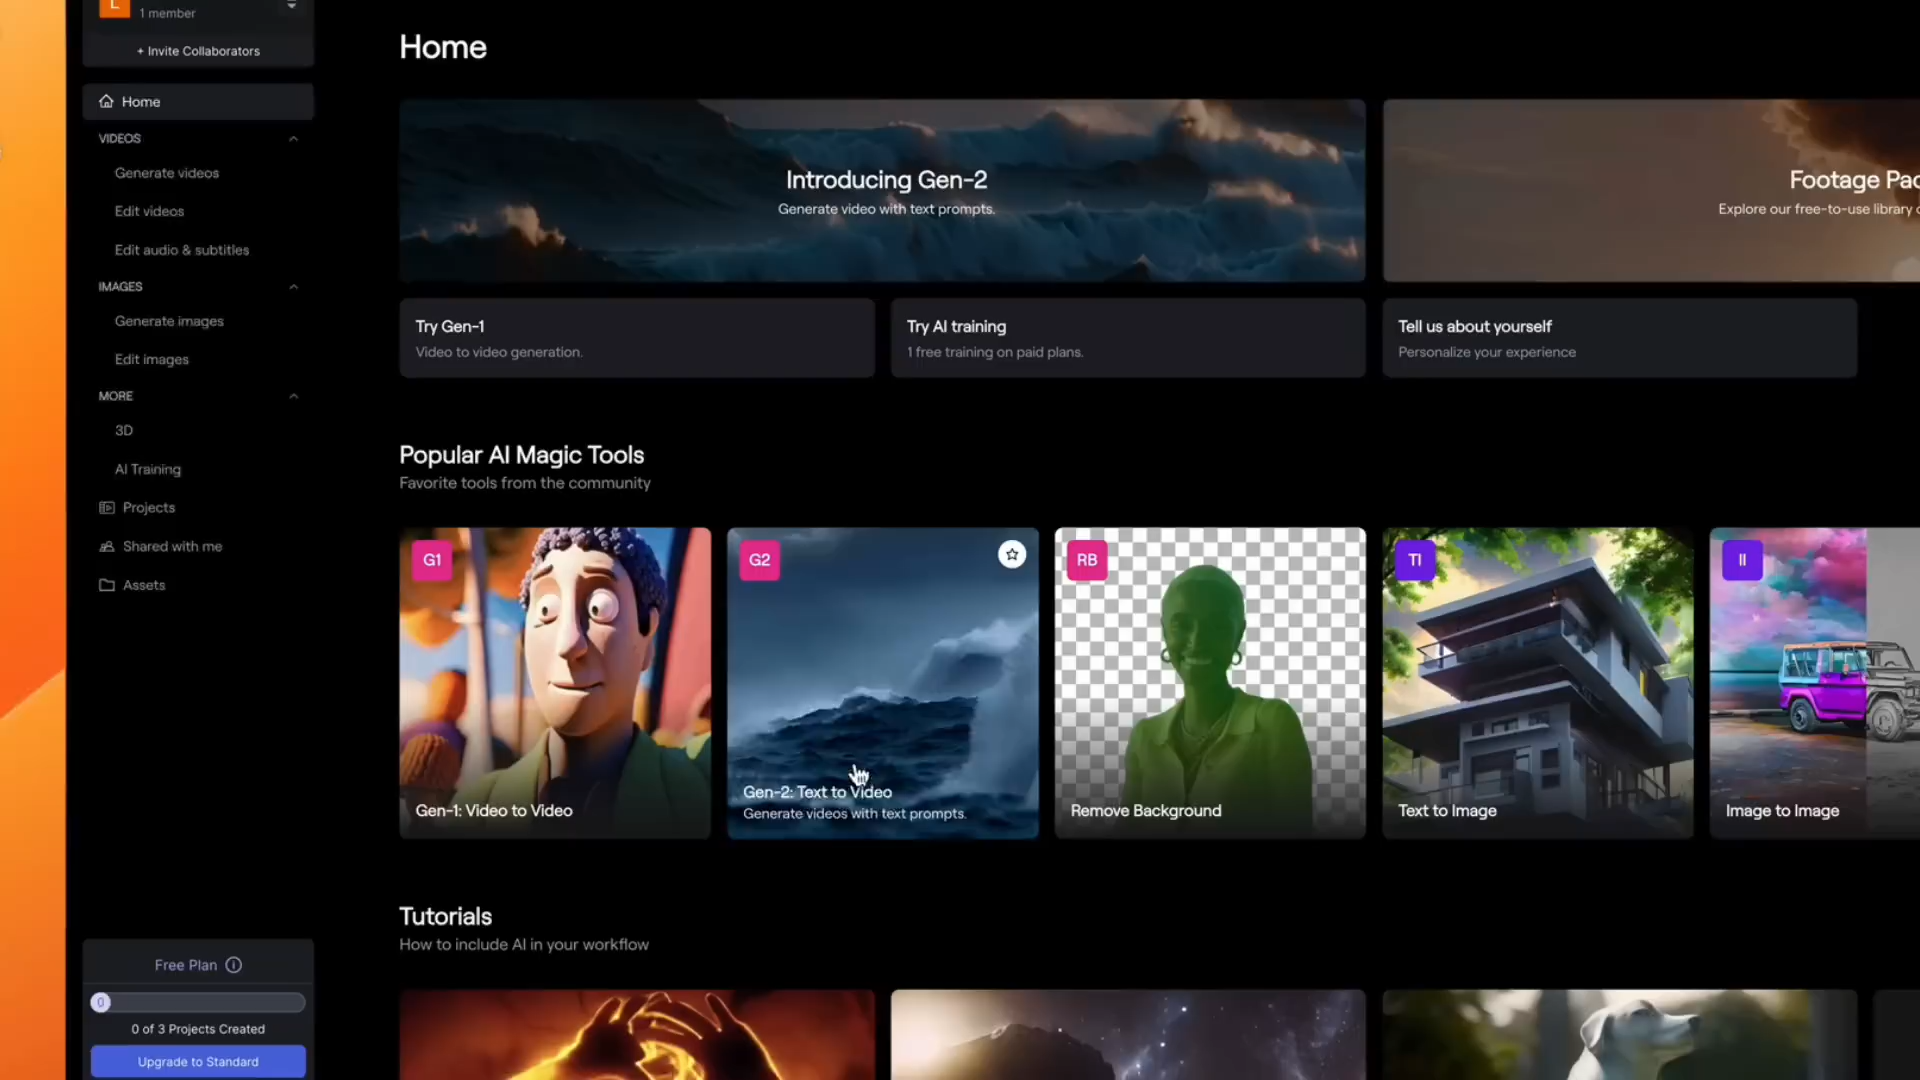 L
1 member
+ Invite Collaborators
Home
VIDEOS
Generate videos
Edit videos
Edit audio & subtitles
IMAGES
Generate images
Edit images
MORE
3D
AI Training
Projects
Shared with me
Assets
Free Plan
0
0 of 3 Projects Created
Upgrade to Standard
Home
Introducing Gen-2
Generate video with text prompts.
Footage Pac
Explore our free-to-use library
Try Gen-1
Video to video generation.
Try AI training
1 free training on paid plans.
Tell us about yourself
Personalize your experience
Popular AI Magic Tools
Favorite tools from the community
G1
Gen-1: Video to Video
G2
Gen-2: Text to Video
Generate videos with text prompts.
RB
Remove Background
TI
Text to Image
II
Image to Image
Tutorials
How to include AI in your workflow